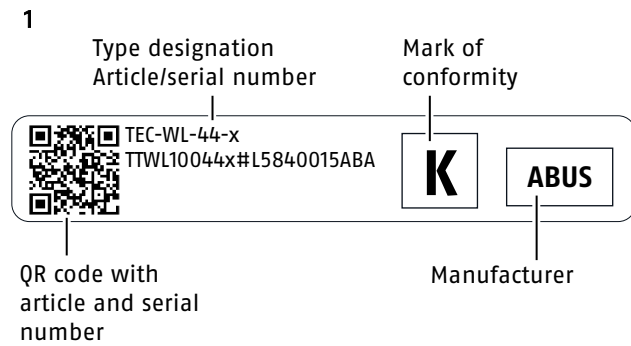 1
Type designation
Article/serial number
Mark of
conformity
TEC-WL-44-x
TTWL10044x#L5840015ABA
K
ABUS
QR code with
article and serial
number
Manufacturer